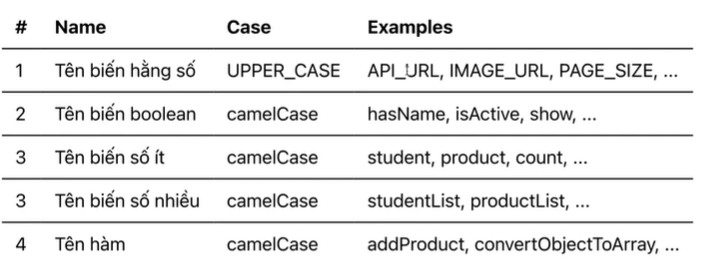 # Name Case Examples
1 Tên biến hằng số UPPER_CASE API_URL, IMAGE_URL, PAGE_SIZE, ...
2 Tên biến boolean camelCase hasName, isActive, show, ...
3 Tên biến số ít camelCase student, product, count, ...
3 Tên biến số nhiều camelCase studentList, productList, ...
4 Tên hàm camelCase addProduct, convertObjectToArray, ...